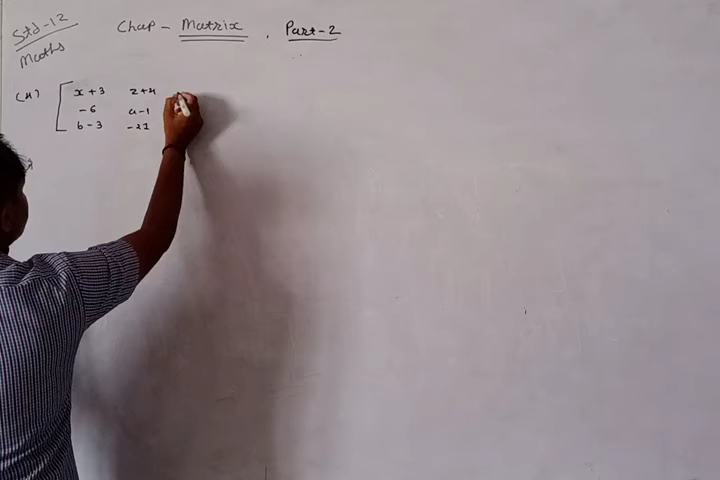 Std-12 Chap - Matrix . Part-2
Maths
(4) [ x + 3 z+4
- 6 a-1
b - 3 -21